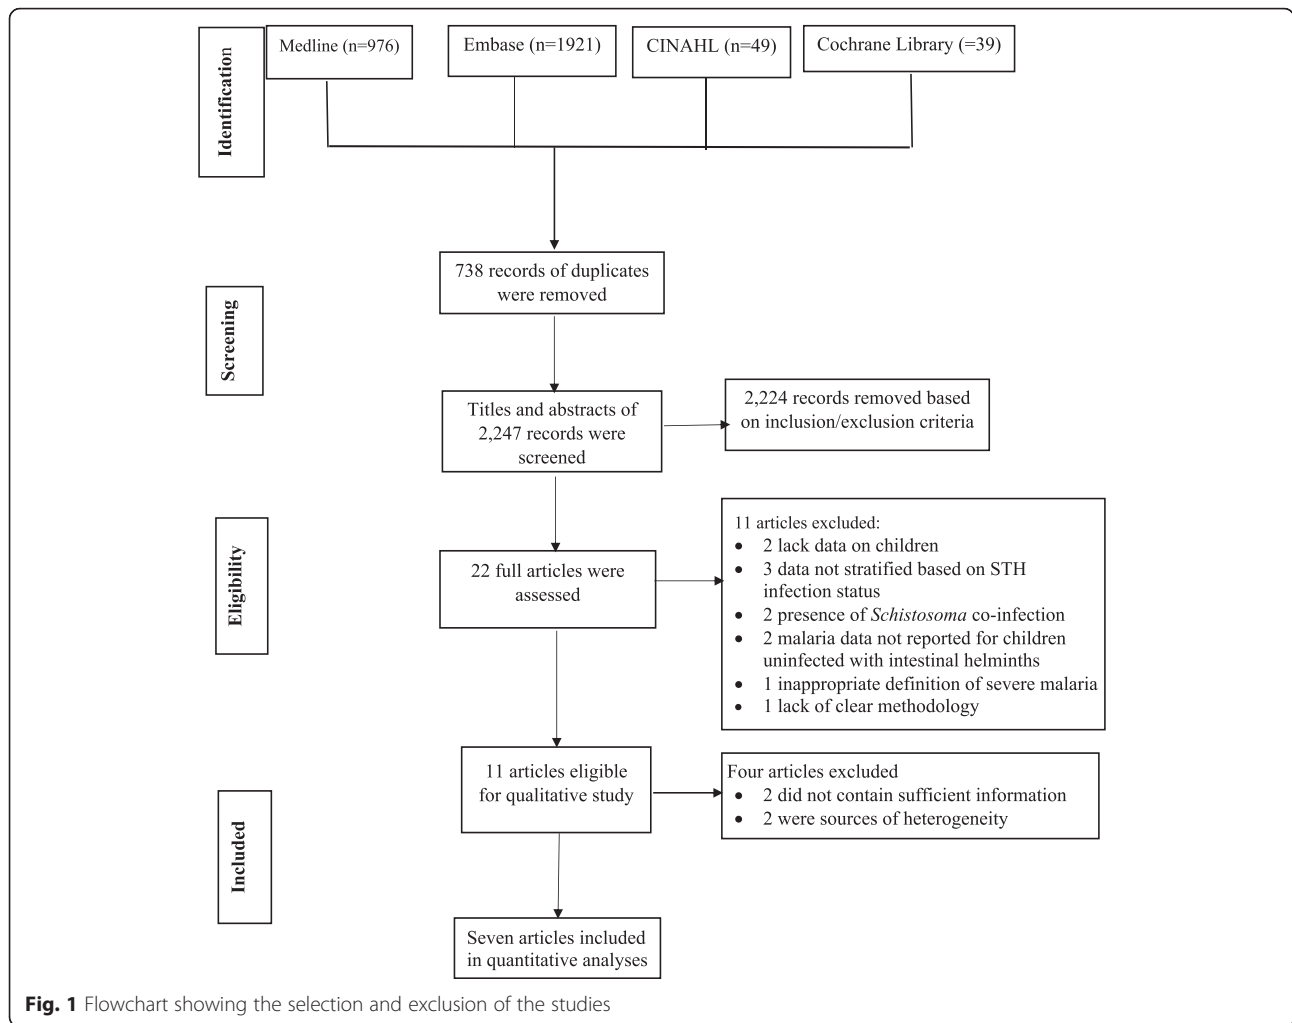 Identification
Medline (n=976)
Embase (n=1921)
CINAHL (n=49)
Cochrane Library (=39)
738 records of duplicates
were removed
Screening
Titles and abstracts of
2,247 records were
screened
2,224 records removed based
on inclusion/exclusion criteria
Eligibility
22 full articles were
assessed
11 articles excluded:
• 2 lack data on children
• 3 data not stratified based on STH
infection status
• 2 presence of Schistosoma co-infection
• 2 malaria data not reported for children
uninfected with intestinal helminths
• 1 inappropriate definition of severe malaria
• 1 lack of clear methodology
Included
11 articles eligible
for qualitative study
Four articles excluded
• 2 did not contain sufficient information
• 2 were sources of heterogeneity
Seven articles included
in quantitative analyses
Fig. 1 Flowchart showing the selection and exclusion of the studies